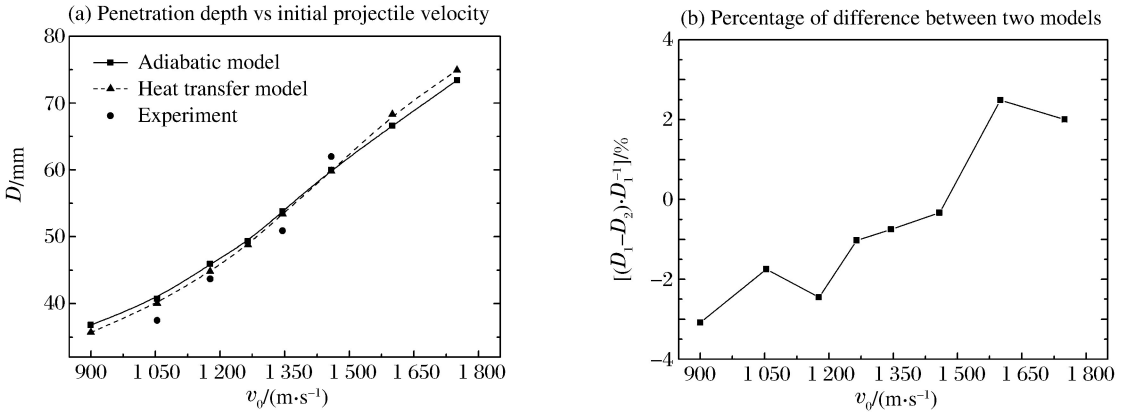 (a) Penetration depth vs initial projectile velocity
80
70
60
50
40
D/mm
Adiabatic model
Heat transfer model
Experiment
900 1 050 1 200 1 350 1 500 1 650 1 800
v₀/(m·s⁻¹)
(b) Percentage of difference between two models
4
2
0
−2
−4
[(D₁−D₂)·D₁⁻¹]/%
900 1 050 1 200 1 350 1 500 1 650 1 800
v₀/(m·s⁻¹)